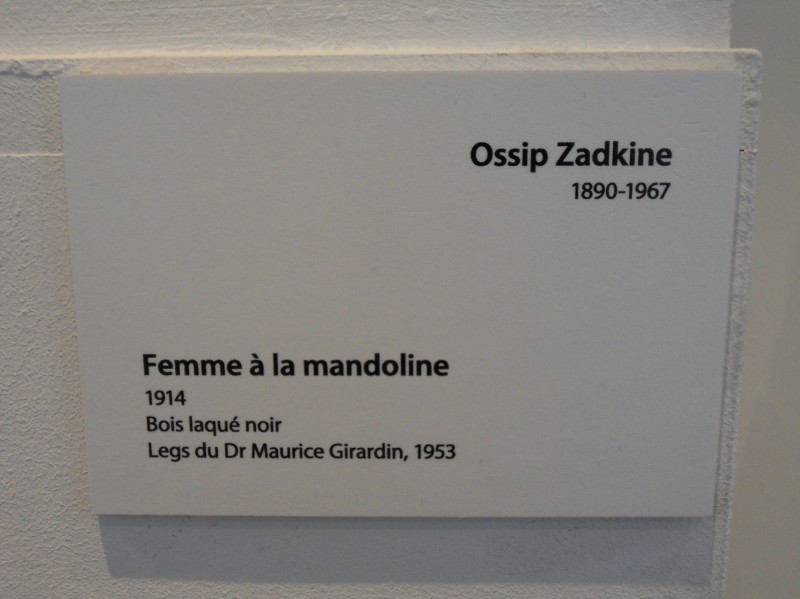 Ossip Zadkine
1890-1967
Femme à la mandoline
1914
Bois laqué noir
Legs du Dr Maurice Girardin, 1953